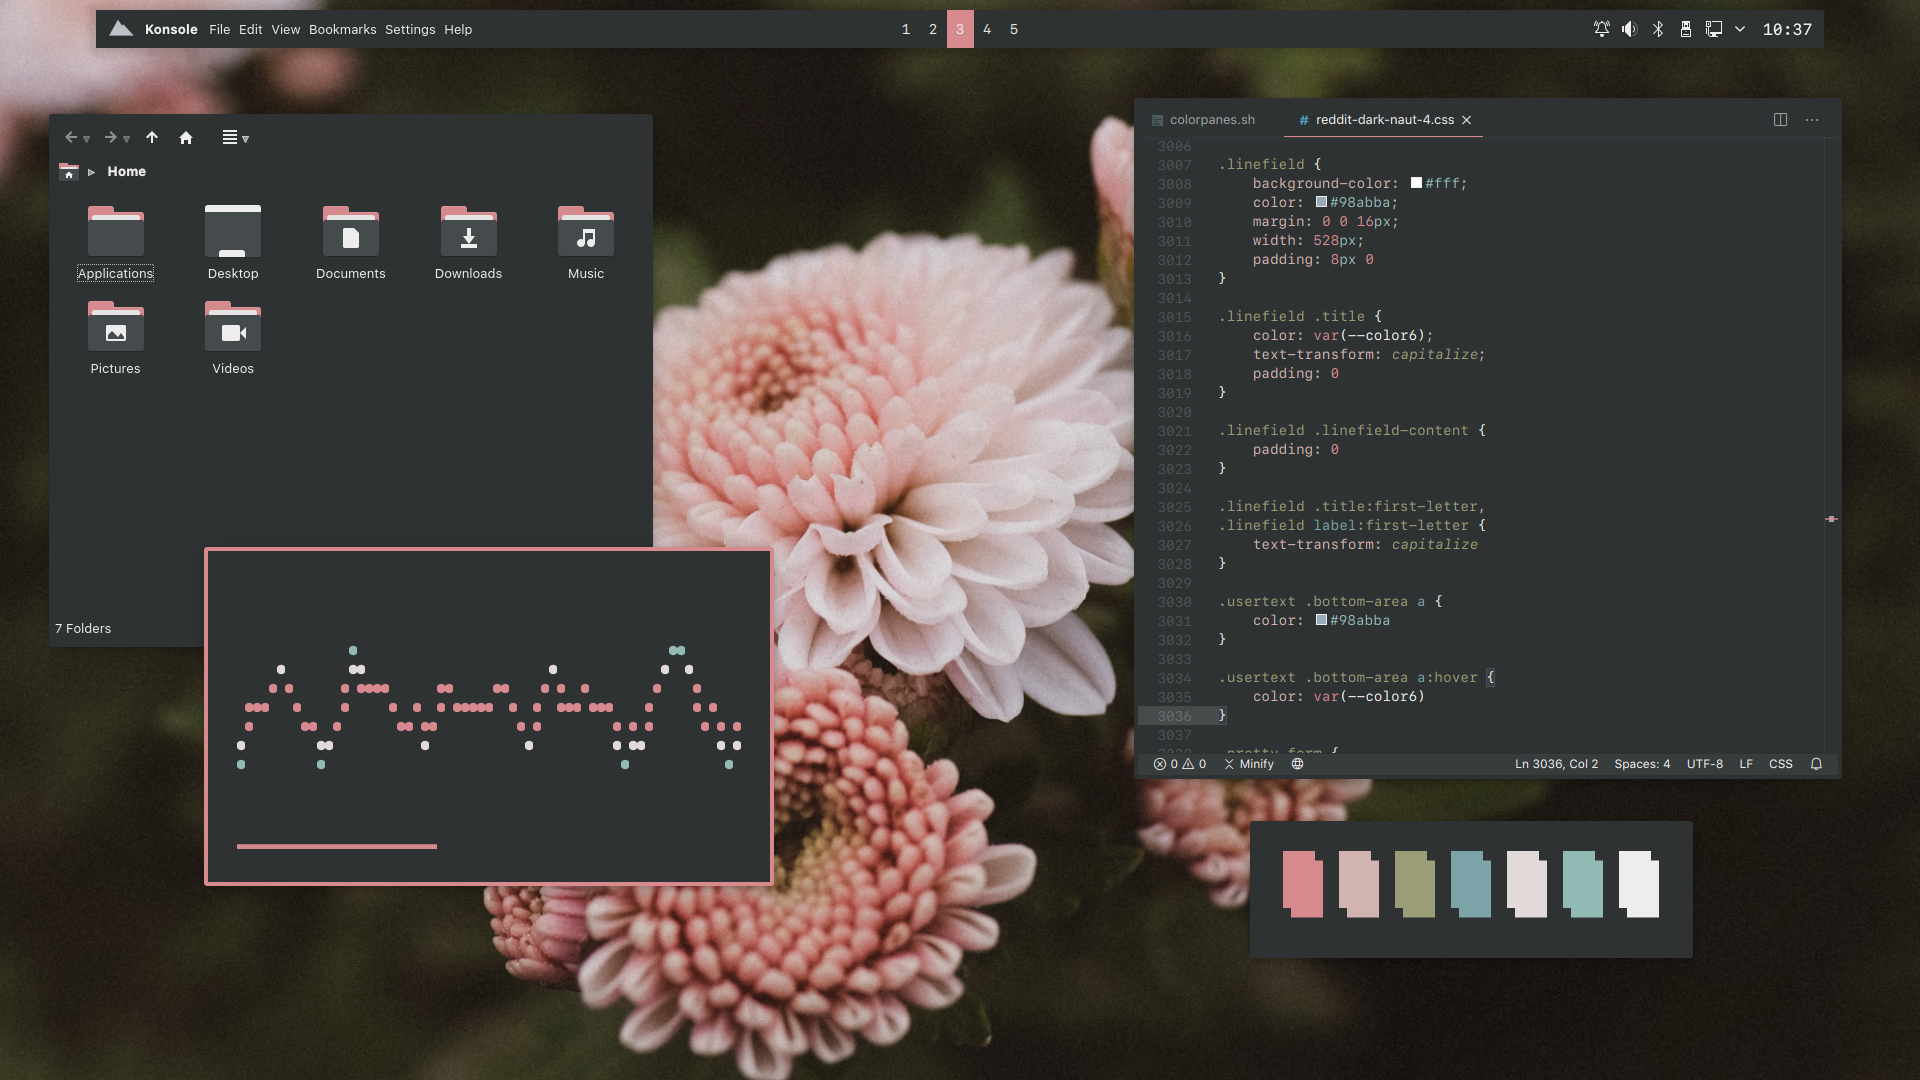 Konsole File Edit View Bookmarks Settings Help
1 2 3 4 5
10:37
Home
Applications Desktop Documents Downloads Music
Pictures Videos
7 Folders
colorpanes.sh
# reddit-dark-naut-4.css
3006
3007 .linefield {
3008 background-color: #fff;
3009 color: #98abba;
3010 margin: 0 0 16px;
3011 width: 528px;
3012 padding: 8px 0
3013 }
3014
3015 .linefield .title {
3016 color: var(--color6);
3017 text-transform: capitalize;
3018 padding: 0
3019 }
3020
3021 .linefield .linefield-content {
3022 padding: 0
3023 }
3024
3025 .linefield .title:first-letter,
3026 .linefield label:first-letter {
3027 text-transform: capitalize
3028 }
3029
3030 .usertext .bottom-area a {
3031 color: #98abba
3032 }
3033
3034 .usertext .bottom-area a:hover {
3035 color: var(--color6)
3036 }
3037
3038 .pretty-form {
0 0 Minify
Ln 3036, Col 2 Spaces: 4 UTF-8 LF CSS